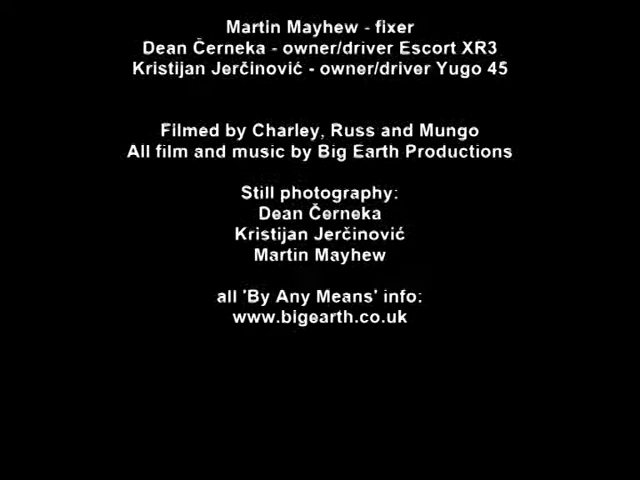 Martin Mayhew - fixer
Dean Černeka - owner/driver Escort XR3
Kristijan Jerčinović - owner/driver Yugo 45
Filmed by Charley, Russ and Mungo
All film and music by Big Earth Productions
Still photography:
Dean Černeka
Kristijan Jerčinović
Martin Mayhew
all 'By Any Means' info:
www.bigearth.co.uk